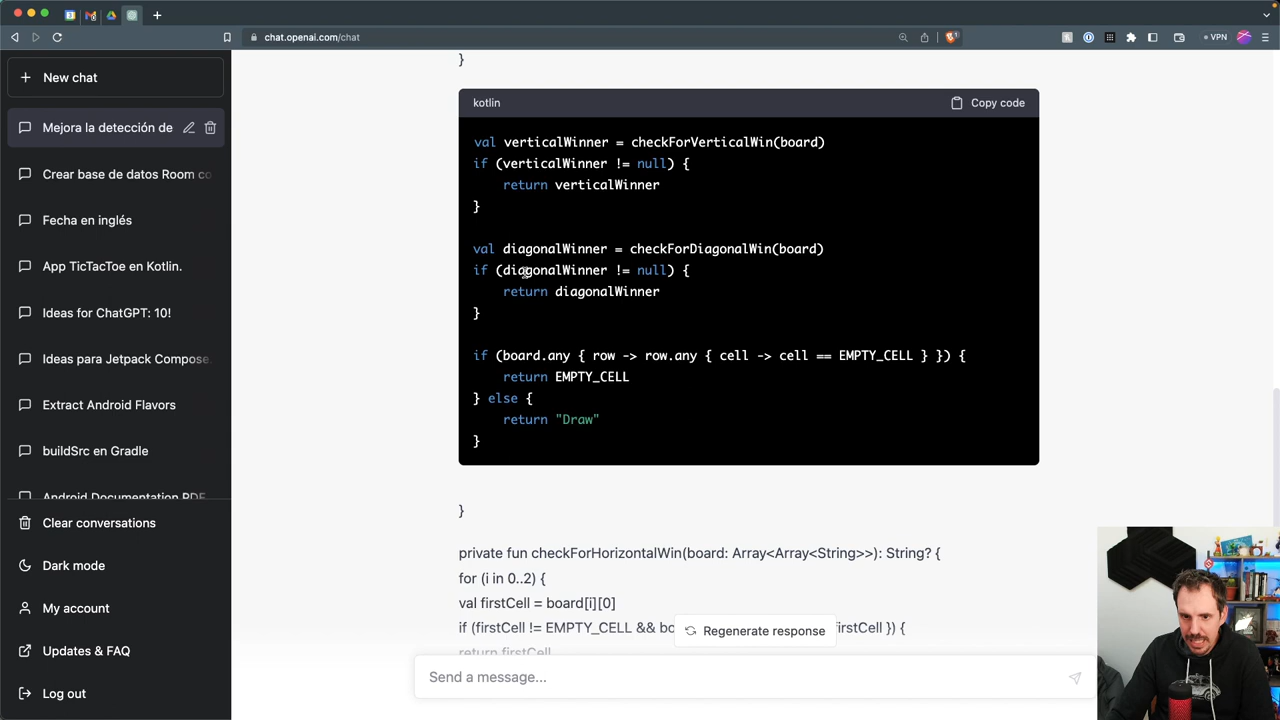 chat.openai.com/chat
VPN
New chat
Mejora la detección de
Crear base de datos Room co
Fecha en inglés
App TicTacToe en Kotlin.
Ideas for ChatGPT: 10!
Ideas para Jetpack Compose.
Extract Android Flavors
buildSrc en Gradle
Android Documentation PDF
Clear conversations
Dark mode
My account
Updates & FAQ
Log out
}
kotlin
Copy code
val verticalWinner = checkForVerticalWin(board)
if (verticalWinner != null) {
return verticalWinner
}
val diagonalWinner = checkForDiagonalWin(board)
if (diagonalWinner != null) {
return diagonalWinner
}
if (board.any { row -> row.any { cell -> cell == EMPTY_CELL } }) {
return EMPTY_CELL
} else {
return "Draw"
}
}
private fun checkForHorizontalWin(board: Array<Array<String>>): String? {
for (i in 0..2) {
val firstCell = board[i][0]
if (firstCell != EMPTY_CELL && bo
firstCell }) {
return firstCell
Regenerate response
Send a message...